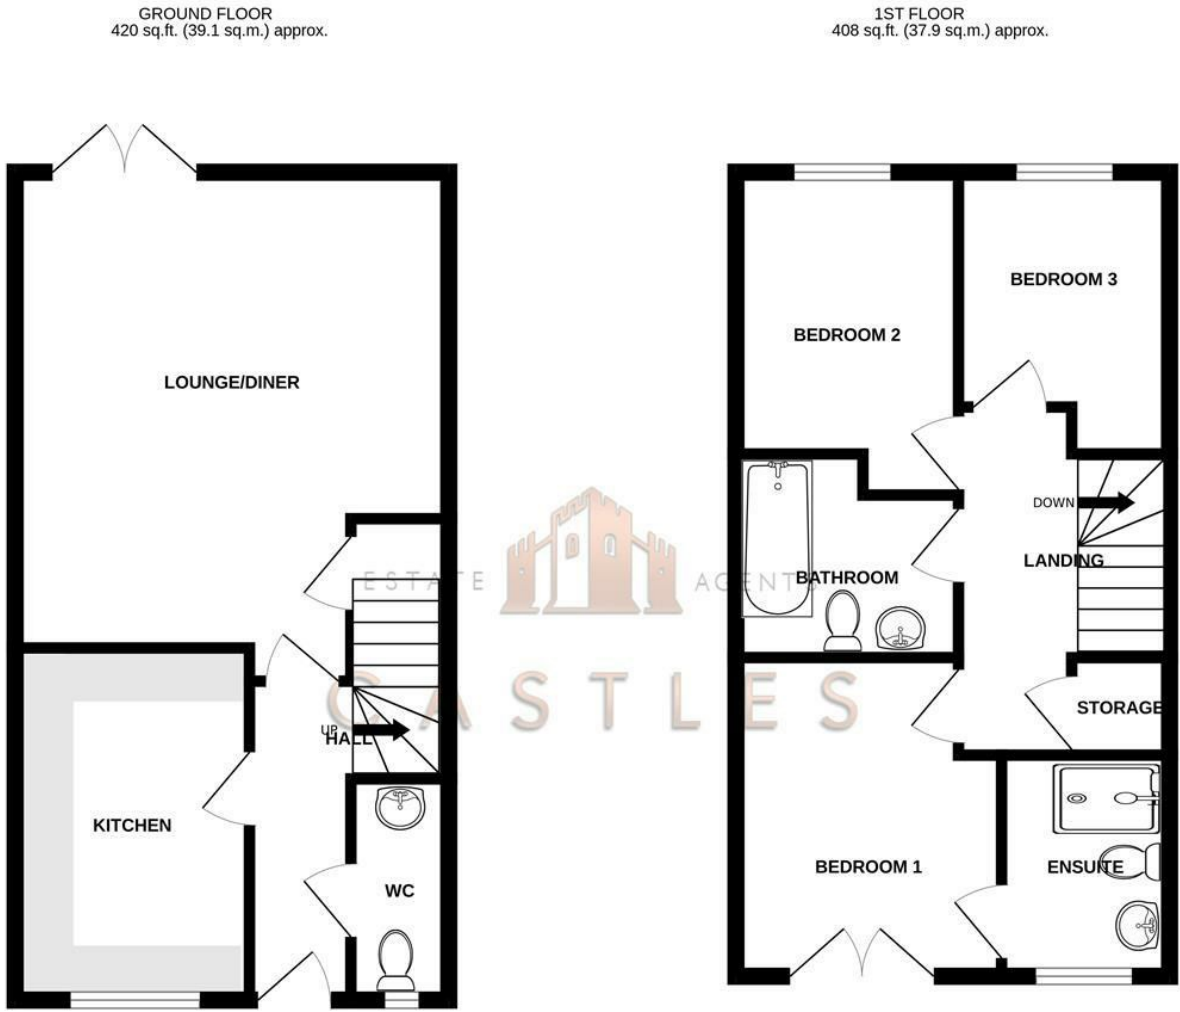 GROUND FLOOR
420 sq.ft. (39.1 sq.m.) approx.
1ST FLOOR
408 sq.ft. (37.9 sq.m.) approx.
LOUNGE/DINER
KITCHEN
UP
HALL
WC
BEDROOM 2
BEDROOM 3
BATHROOM
DOWN
LANDING
STORAGE
BEDROOM 1
ENSUITE
ESTATE AGENTS
CASTLES